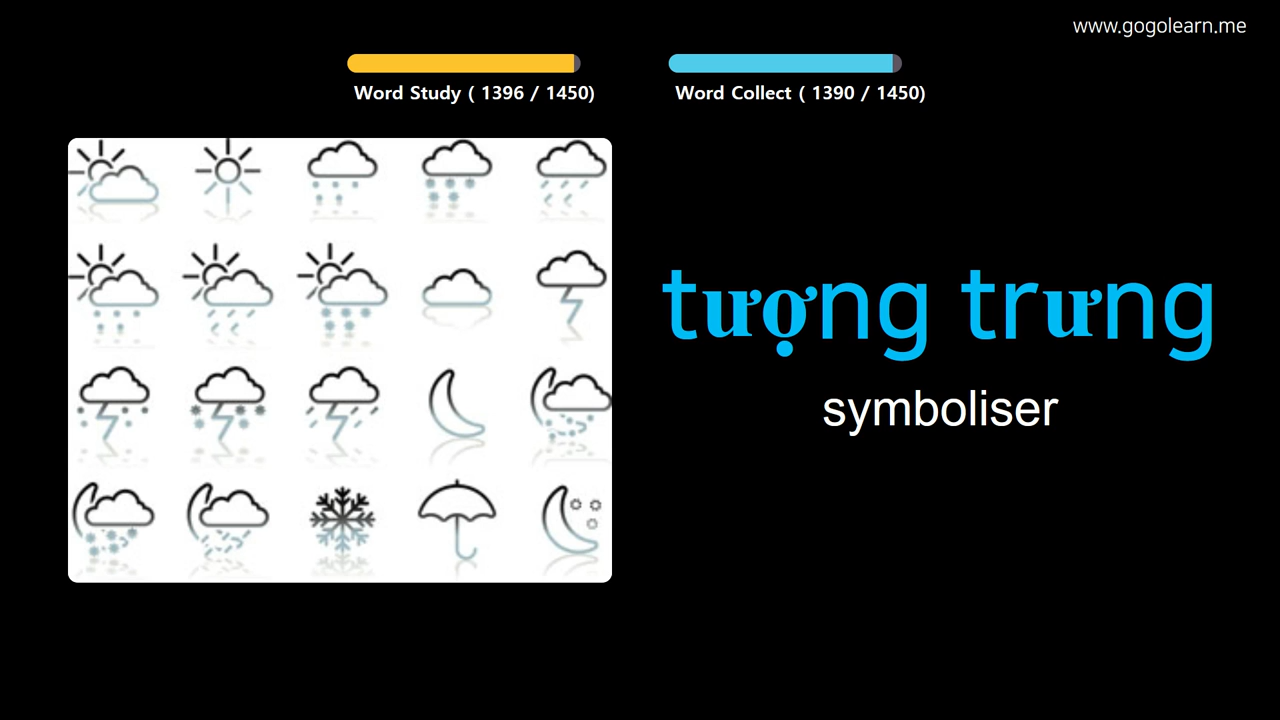 www.gogolearn.me
Word Study ( 1396 / 1450)
Word Collect ( 1390 / 1450)
tượng trưng
symboliser